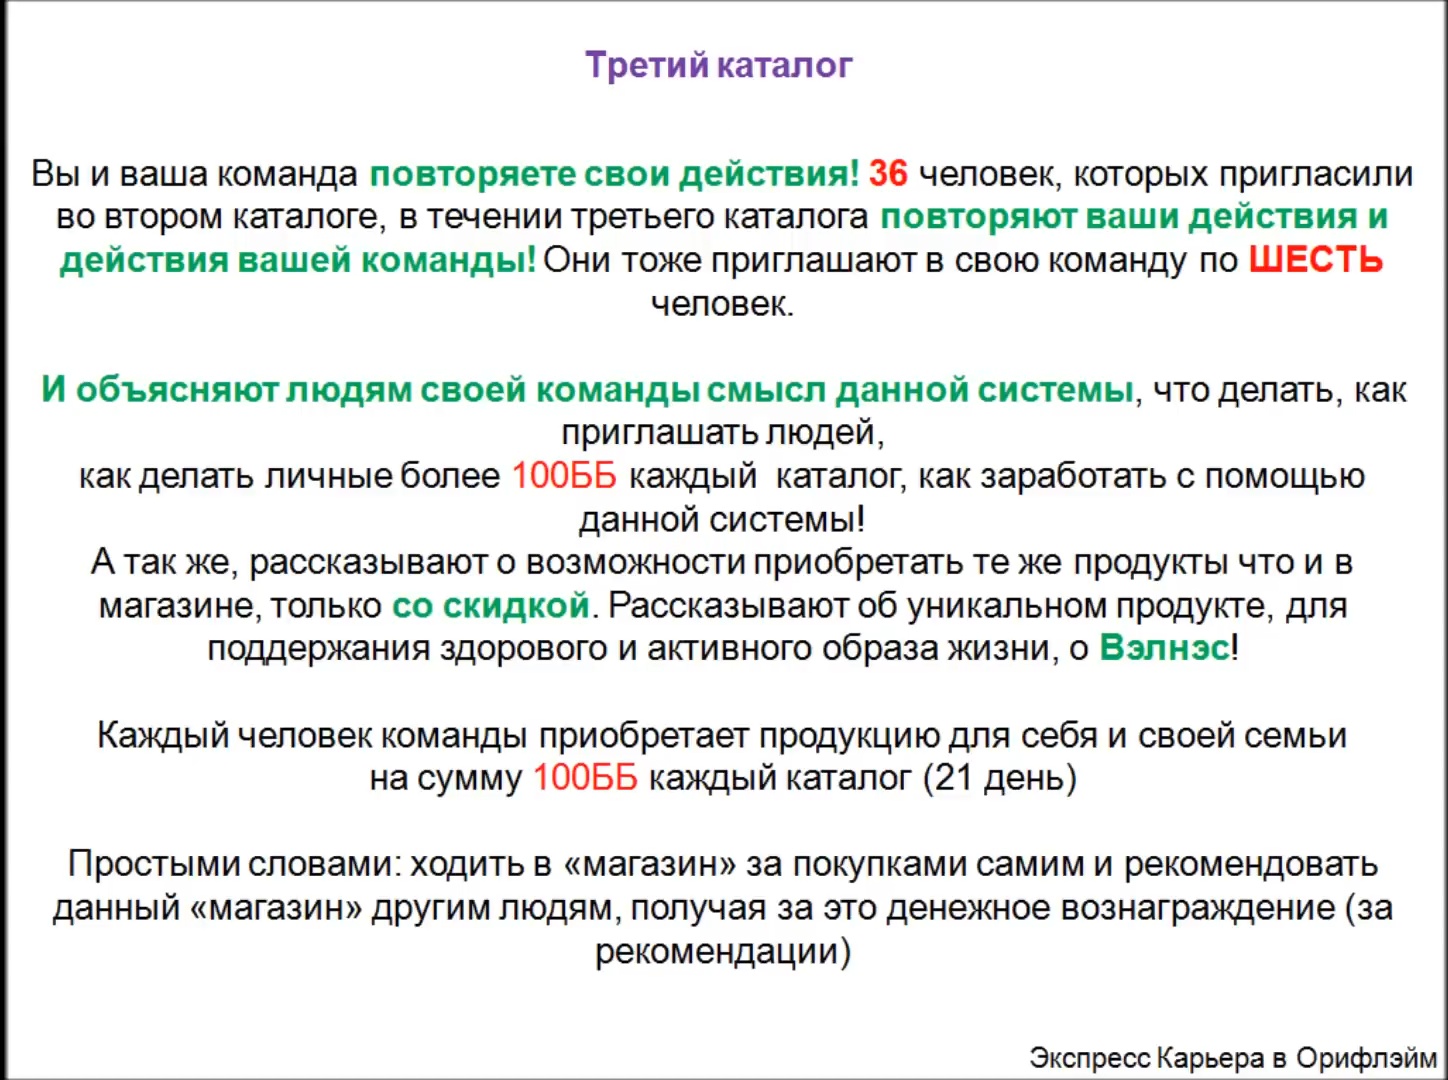 Третий каталог
Вы и ваша команда повторяете свои действия! 36 человек, которых пригласили
во втором каталоге, в течении третьего каталога повторяют ваши действия и
действия вашей команды! Они тоже приглашают в свою команду по ШЕСТЬ
человек.
И объясняют людям своей команды смысл данной системы, что делать, как
приглашать людей,
как делать личные более 100ББ каждый каталог, как заработать с помощью
данной системы!
А так же, рассказывают о возможности приобретать те же продукты что и в
магазине, только со скидкой. Рассказывают об уникальном продукте, для
поддержания здорового и активного образа жизни, о Вэлнэс!
Каждый человек команды приобретает продукцию для себя и своей семьи
на сумму 100ББ каждый каталог (21 день)
Простыми словами: ходить в «магазин» за покупками самим и рекомендовать
данный «магазин» другим людям, получая за это денежное вознаграждение (за
рекомендации)
Экспресс Карьера в Орифлэйм